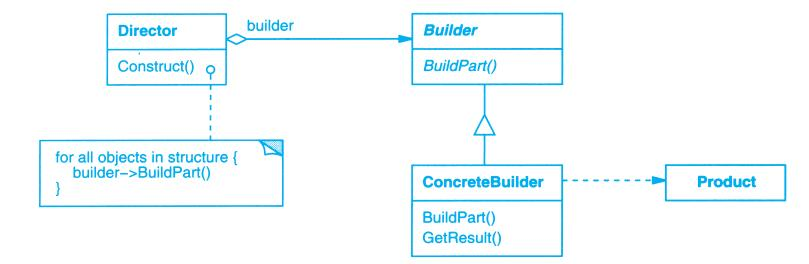 Director
builder
Builder
Construct()
BuildPart()
for all objects in structure {
builder->BuildPart()
}
ConcreteBuilder
Product
BuildPart()
GetResult()